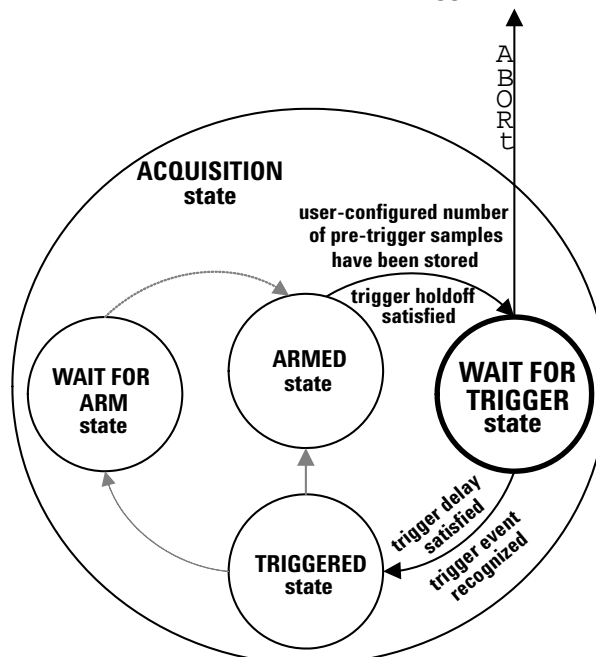 ABORt
ACQUISITION
state
user-configured number
of pre-trigger samples
have been stored
trigger holdoff
satisfied
WAIT FOR
ARM
state
ARMED
state
WAIT FOR
TRIGGER
state
trigger delay
satisfied
trigger event
recognized
TRIGGERED
state